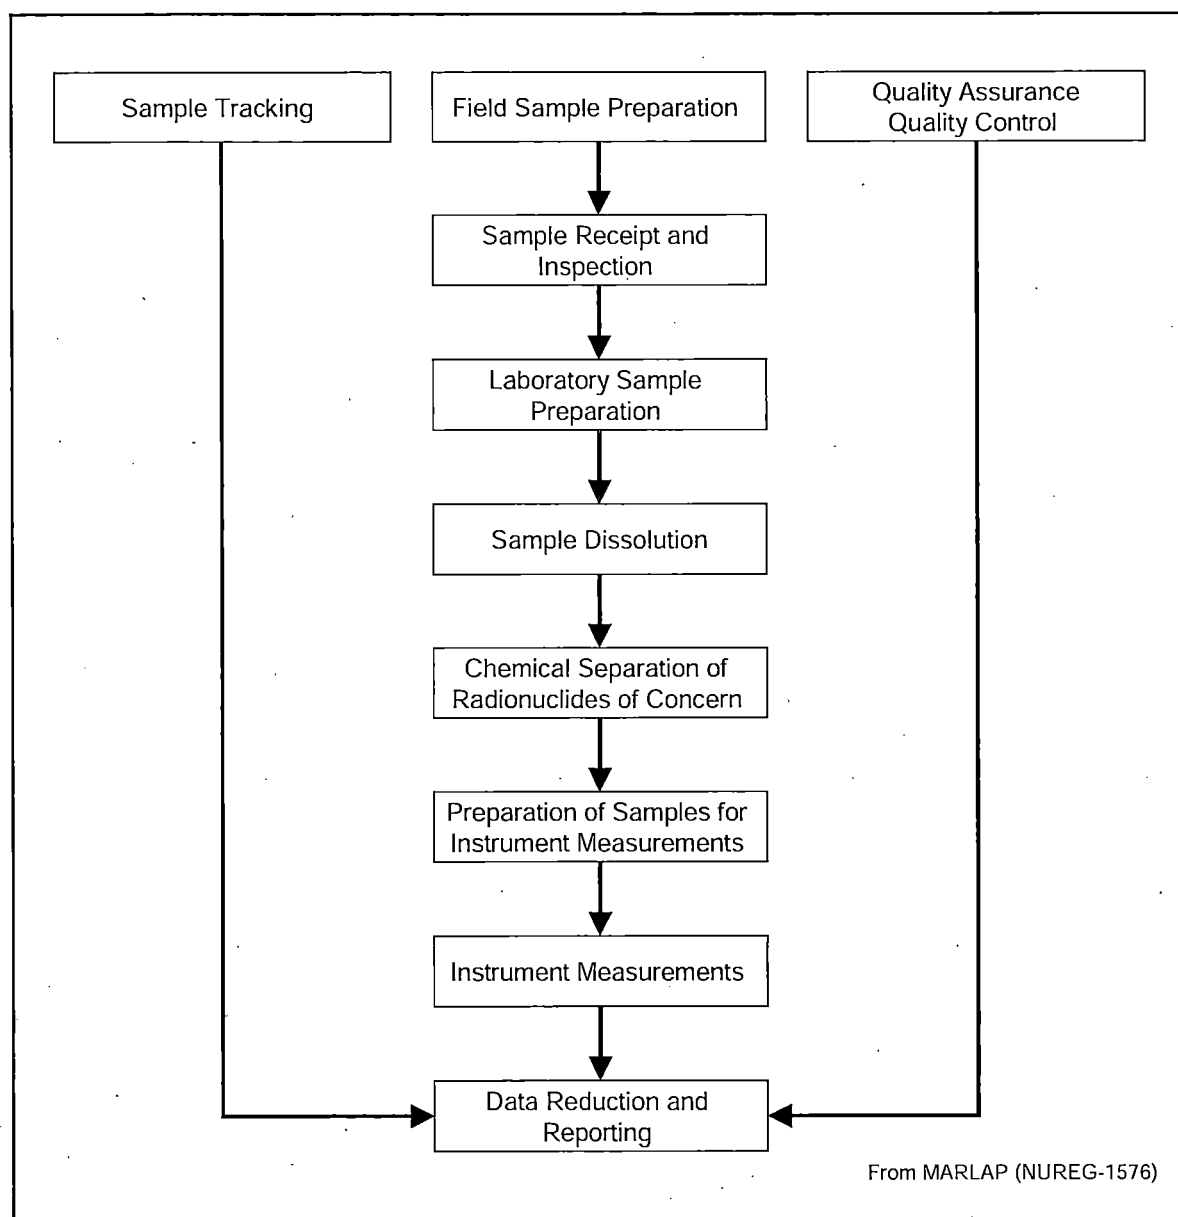 Sample Tracking
Field Sample Preparation
Quality Assurance
Quality Control
Sample Receipt and
Inspection
Laboratory Sample
Preparation
Sample Dissolution
Chemical Separation of
Radionuclides of Concern
Preparation of Samples for
Instrument Measurements
Instrument Measurements
Data Reduction and
Reporting
From MARLAP (NUREG-1576)